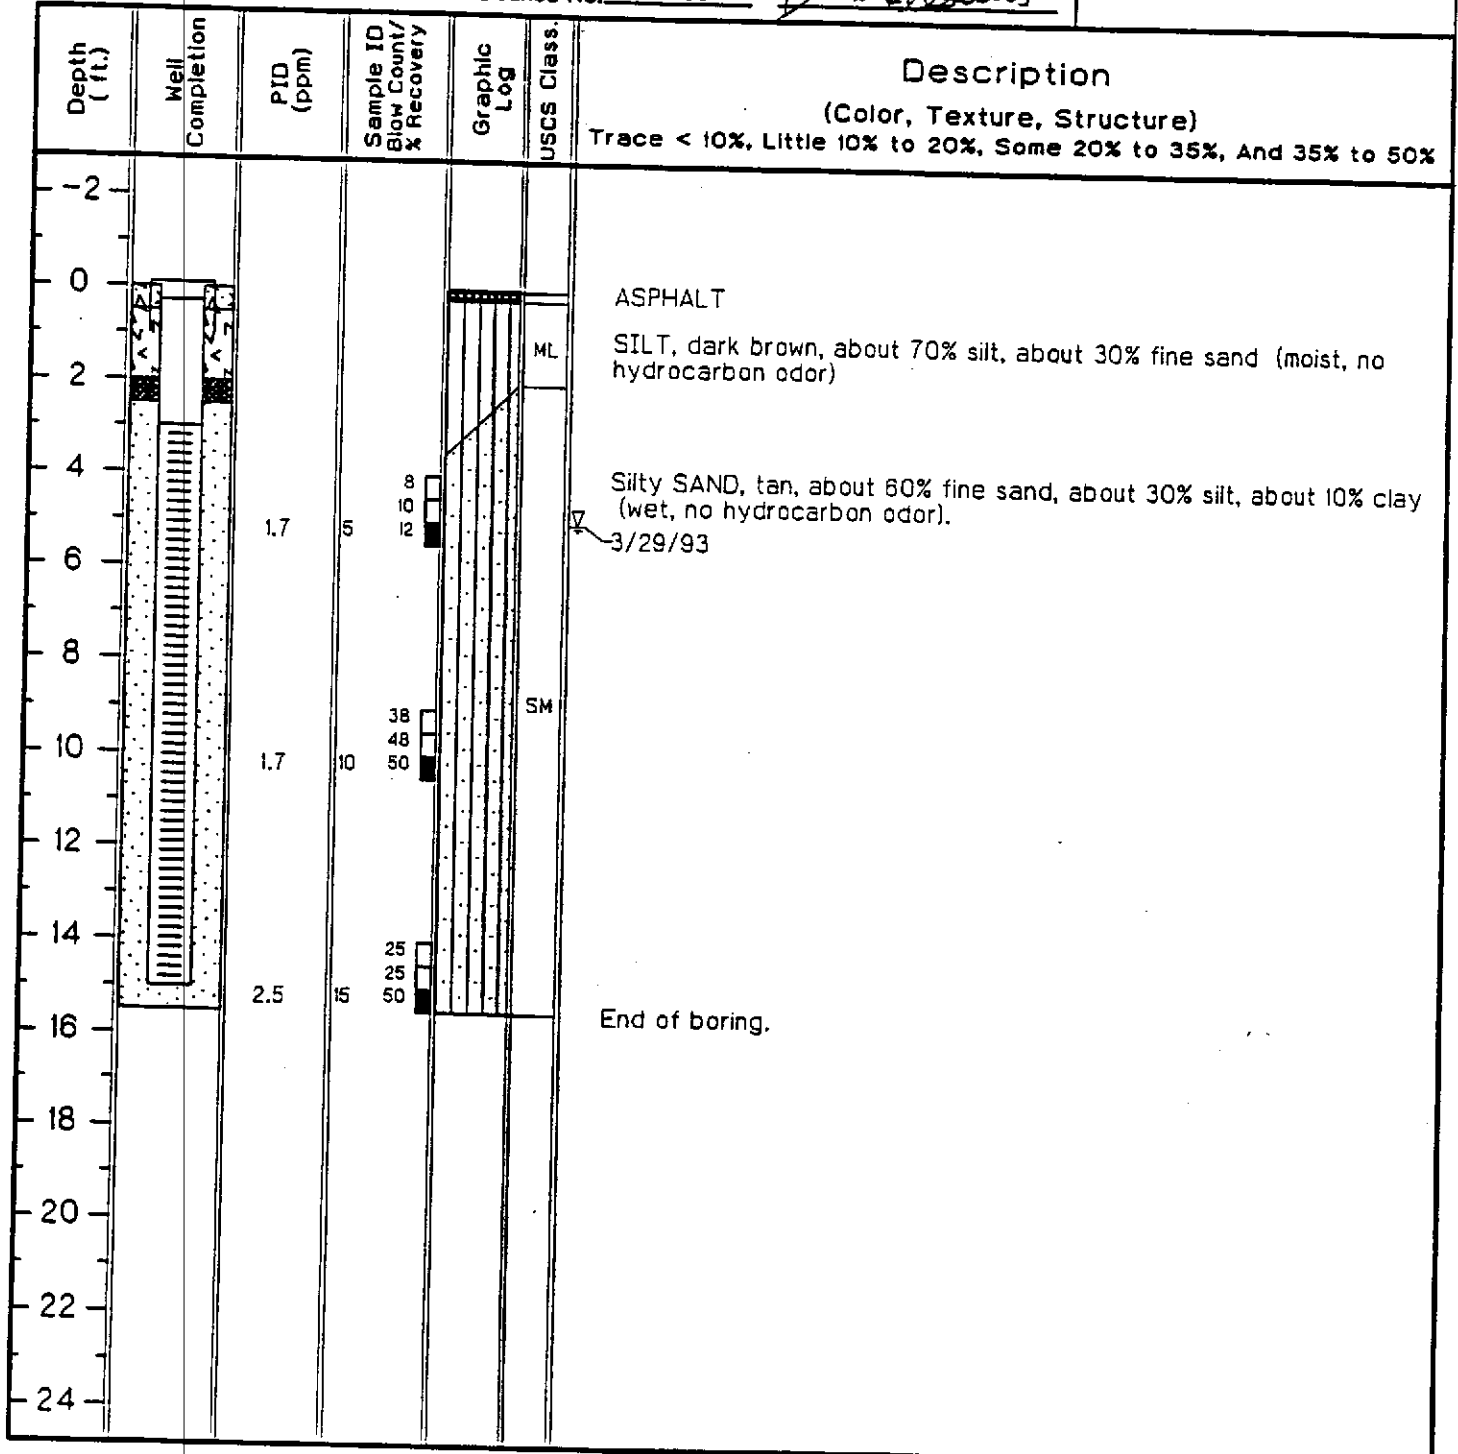 Depth
(ft.)
Well
Completion
PID
(ppm)
Sample ID
Blow Count/
% Recovery
Graphic
Log
USCS Class.
Description
(Color, Texture, Structure)
Trace < 10%, Little 10% to 20%, Some 20% to 35%, And 35% to 50%
-2
0
ASPHALT
ML
SILT, dark brown, about 70% silt, about 30% fine sand (moist, no
hydrocarbon odor)
2
4
8
Silty SAND, tan, about 60% fine sand, about 30% silt, about 10% clay
(wet, no hydrocarbon odor).
10
1.7 5 12
3/29/93
6
8
SM
38
10
48
1.7 10 50
12
14
25
25
2.5 15 50
16
End of boring.
18
20
22
24